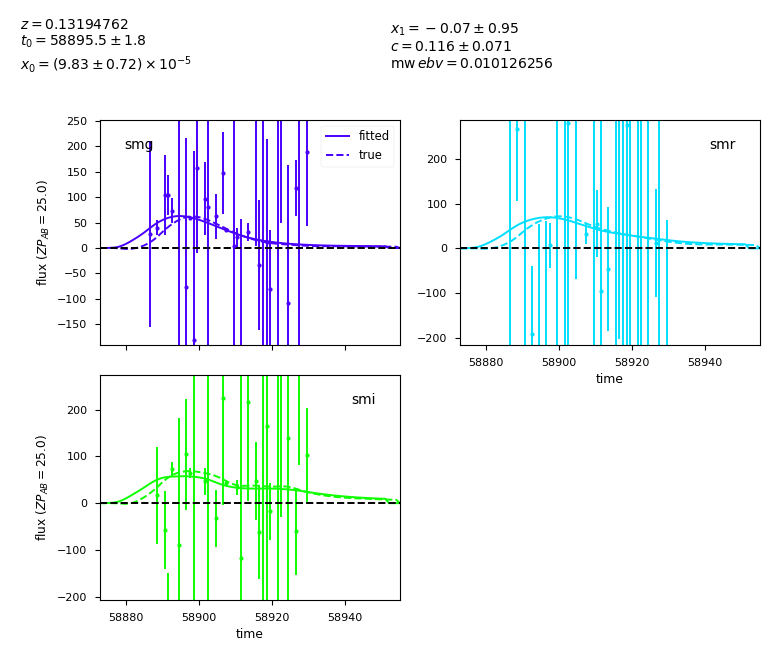 z = 0.13194762
t₀ = 58895.5 ± 1.8
x₀ = (9.83 ± 0.72) × 10⁻⁵
x₁ = −0.07 ± 0.95
c = 0.116 ± 0.071
mw ebv = 0.010126256
smg
fitted
true
250
200
150
100
50
0
−50
−100
−150
flux (ZP_AB = 25.0)
smr
200
100
0
−100
−200
58880 58900 58920 58940
time
smi
200
100
0
−100
−200
flux (ZP_AB = 25.0)
58880 58900 58920 58940
time